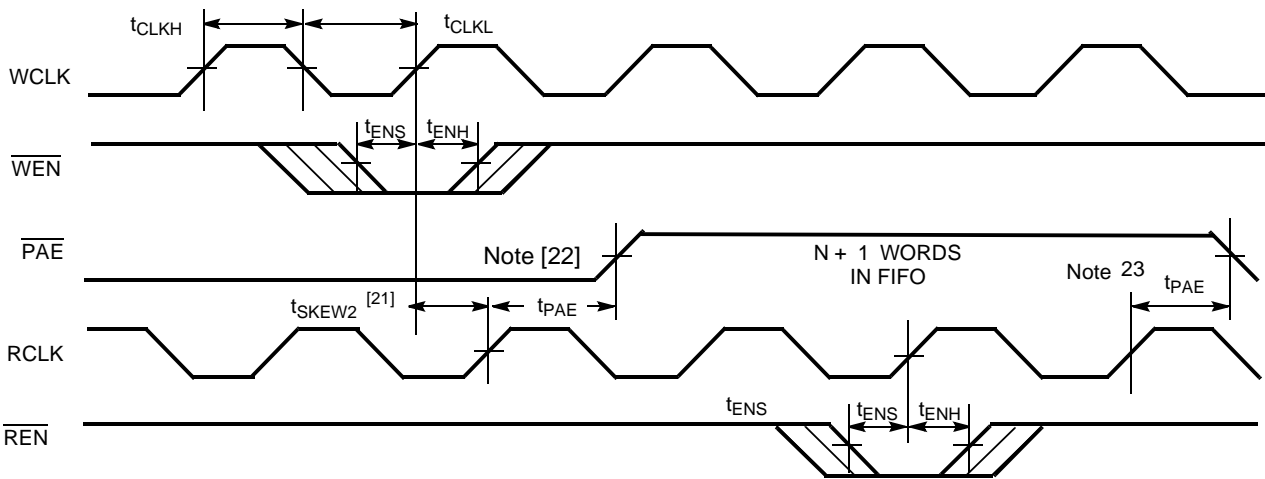 tCLKH
tCLKL
WCLK
tENS
tENH
WEN
PAE
Note [22]
N + 1 WORDS
IN FIFO
Note 23
tPAE
tSKEW2 [21]
tPAE
RCLK
tENS
tENS
tENH
REN